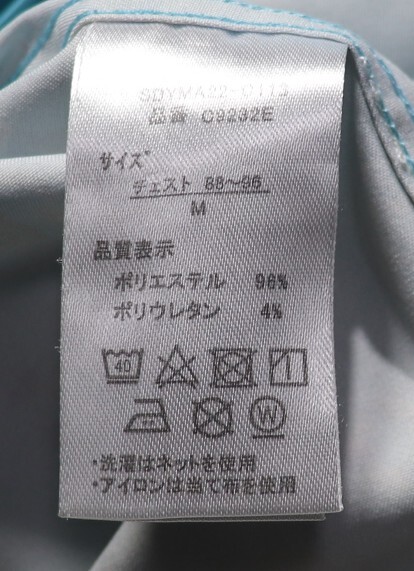 SDYMA22-C113
品番 C9232E
サイズ
チェスト 88～96
M
品質表示
ポリエステル 96%
ポリウレタン 4%
40
W
・洗濯はネットを使用
・アイロンは当て布を使用